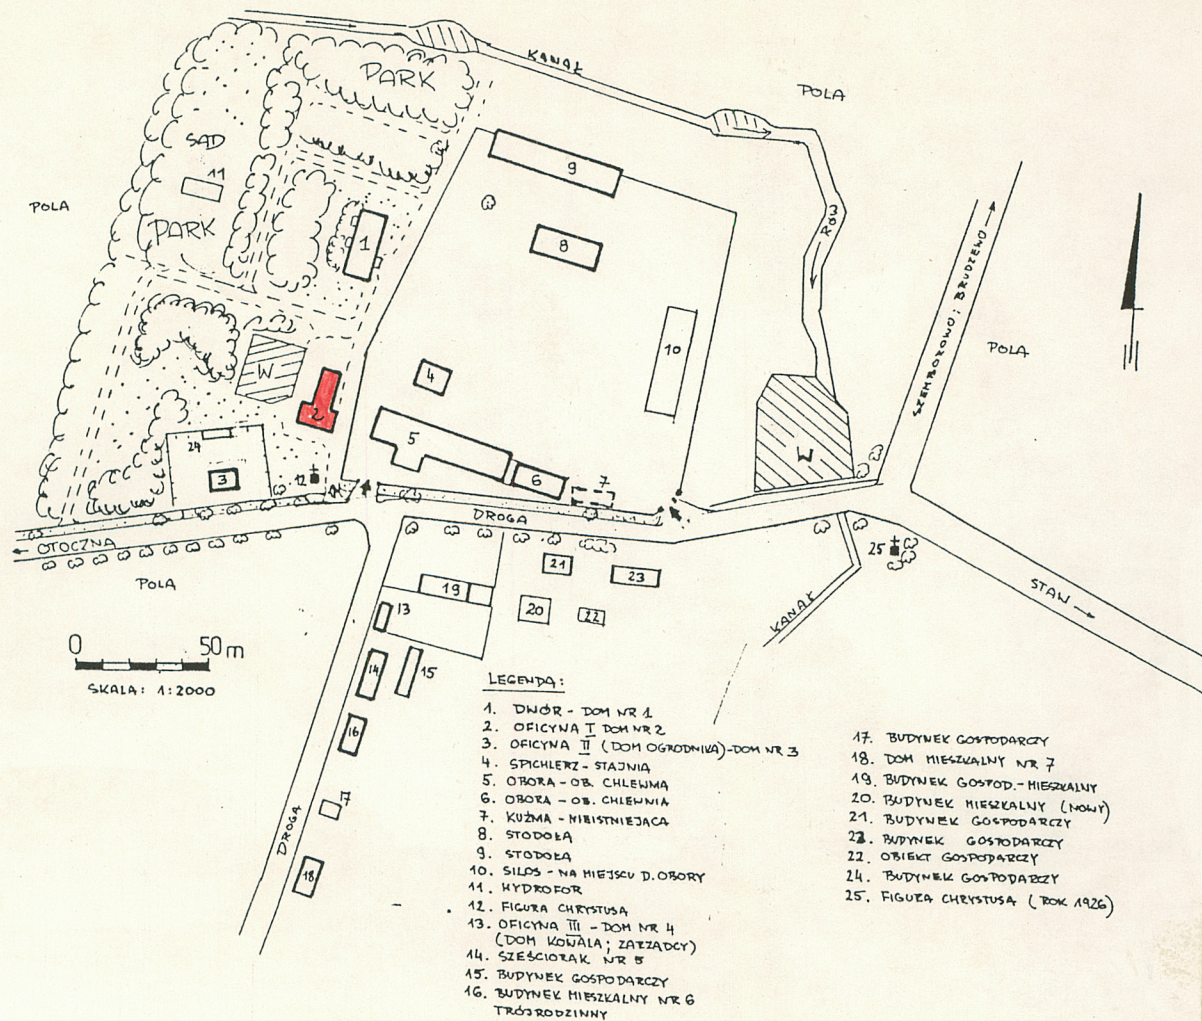 PARK
KANAŁ
POLA
SAD
11
9
POLA
PARK
1
8
RÓW
SZEMBOROWO; BRUDZEWO
10
POLA
W
4
2
5
24
3
12
6
7
W
DROGA
OTOCZNA
25
POLA
21
23
STAW
19
20
22
KANAŁ
13
0 50m
SKALA: 1:2000
14
15
16
17
DROGA
18
LEGENDA:
1. DWÓR - DOM NR 1
2. OFICYNA I DOM NR 2
3. OFICYNA II (DOM OGRODNIKA)-DOM NR 3
4. SPICHLERZ - STAJNIA
5. OBORA - OB. CHLEWNIA
6. OBORA - OB. CHLEWNIA
7. KUŹNIA - NIEISTNIEJĄCA
8. STODOŁA
9. STODOŁA
10. SILOS - NA MIEJSCU D. OBORY
11. HYDROFOR
12. FIGURA CHRYSTUSA
13. OFICYNA III - DOM NR 4
(DOM KOWALA; ZARZĄDCY)
14. SZEŚCIORAK NR 5
15. BUDYNEK GOSPODARCZY
16. BUDYNEK MIESZKALNY NR 6
TRÓJRODZINNY
17. BUDYNEK GOSPODARCZY
18. DOM MIESZKALNY NR 7
19. BUDYNEK GOSPOD.-MIESZKALNY
20. BUDYNEK MIESZKALNY (NOWY)
21. BUDYNEK GOSPODARCZY
23. BUDYNEK GOSPODARCZY
22. OBIEKT GOSPODARCZY
24. BUDYNEK GOSPODARCZY
25. FIGURA CHRYSTUSA (ROK 1926)